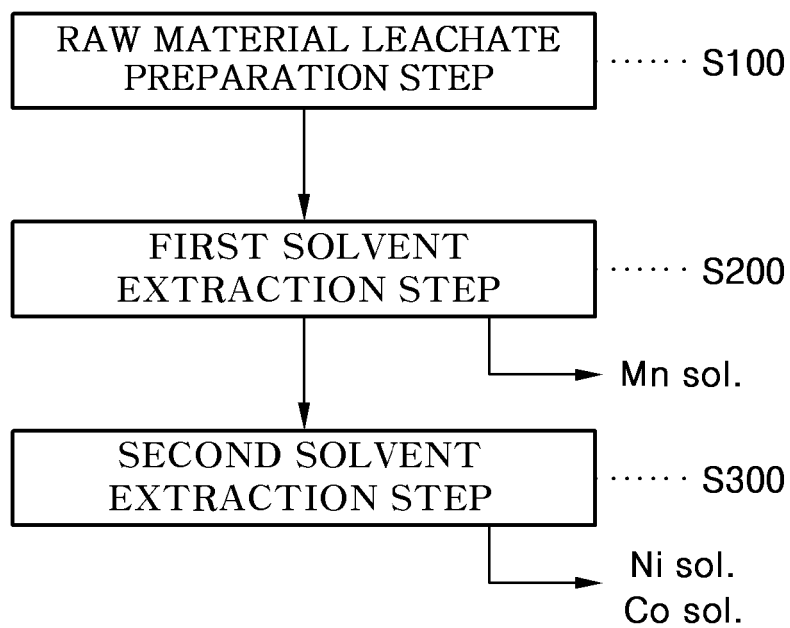 RAW MATERIAL LEACHATE
PREPARATION STEP
S100
FIRST SOLVENT
EXTRACTION STEP
S200
Mn sol.
SECOND SOLVENT
EXTRACTION STEP
S300
Ni sol.
Co sol.